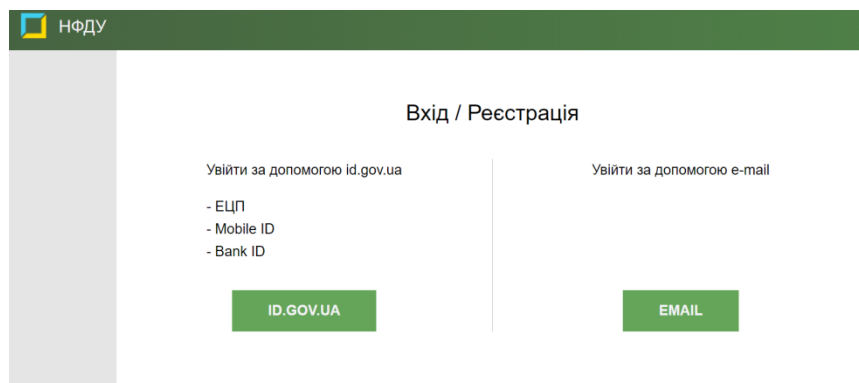 НФДУ
Вхід / Реєстрація
Увійти за допомогою id.gov.ua
- ЕЦП
- Mobile ID
- Bank ID
ID.GOV.UA
Увійти за допомогою e-mail
EMAIL